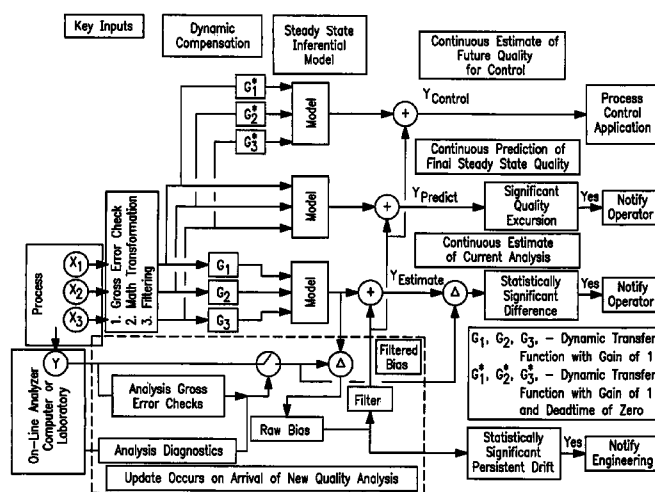 Key Inputs
Dynamic
Compensation
Steady State
Inferential
Model
Continuous Estimate of
Future Quality
for Control
G1*
G2*
G3*
Model
+
YControl
Process
Control
Application
Continuous Prediction of
Final Steady State Quality
Model
+
YPredict
Significant
Quality
Excursion
Yes
Notify
Operator
Continuous Estimate
of Current Analysis
Process
X1
X2
X3
1. Gross Error Check
2. Math Transformation
3. Filtering
G1
G2
G3
Model
+
YEstimate
Δ
Statistically
Significant
Difference
Yes
Notify
Operator
Filtered
Bias
G1, G2, G3, – Dynamic Transfer
Function with Gain of 1
G1*, G2*, G3*, – Dynamic Transfer
Function with Gain of 1
and Deadtime of Zero
On-Line Analyzer
Computer or
Laboratory
Y
Analysis Gross
Error Checks
Δ
Filter
Raw Bias
Analysis Diagnostics
Statistically
Significant
Persistent Drift
Yes
Notify
Engineering
Update Occurs on Arrival of New Quality Analysis